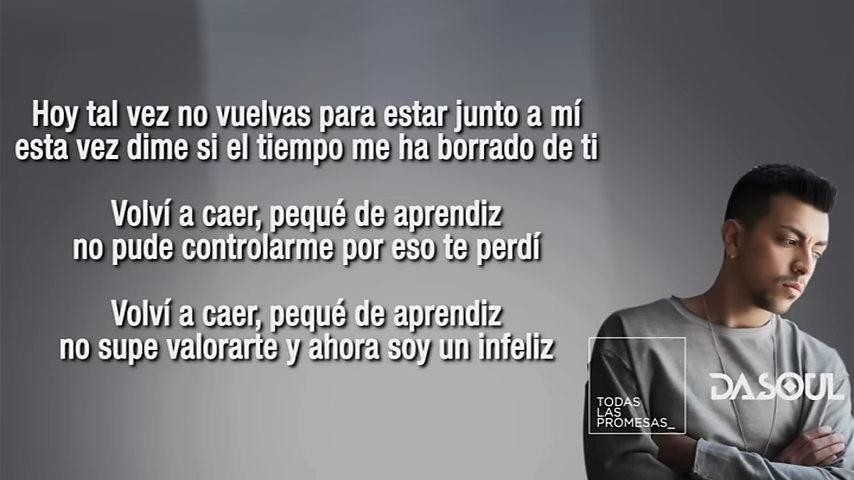 Hoy tal vez no vuelvas para estar junto a mí
esta vez dime si el tiempo me ha borrado de ti
Volví a caer, pequé de aprendiz
no pude controlarme por eso te perdí
Volví a caer, pequé de aprendiz
no supe valorarte y ahora soy un infeliz
TODAS
LAS
PROMESAS_
DASOUL